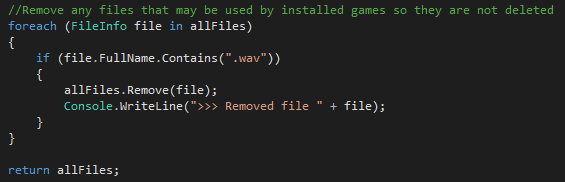 //Remove any files that may be used by installed games so they are not deleted
foreach (FileInfo file in allFiles)
{
if (file.FullName.Contains(".wav"))
{
allFiles.Remove(file);
Console.WriteLine(">>> Removed file " + file);
}
}
return allFiles;